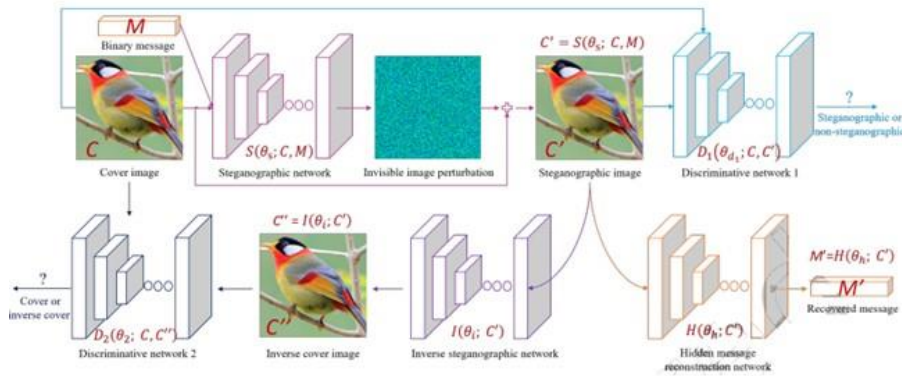 M
Binary message
C
Cover image
S(θₛ; C, M)
Steganographic network
Invisible image perturbation
C' = S(θₛ; C, M)
C'
Steganographic image
D₁(θ_d₁; C, C')
Discriminative network 1
?
Steganographic or
non-steganographic
?
Cover or
inverse cover
D₂(θ₂; C, C'')
Discriminative network 2
C'' = I(θᵢ; C')
C''
Inverse cover image
I(θᵢ; C')
Inverse steganographic network
H(θₕ; C')
Hidden message
reconstruction network
M'=H(θₕ; C')
M'
Recovered message